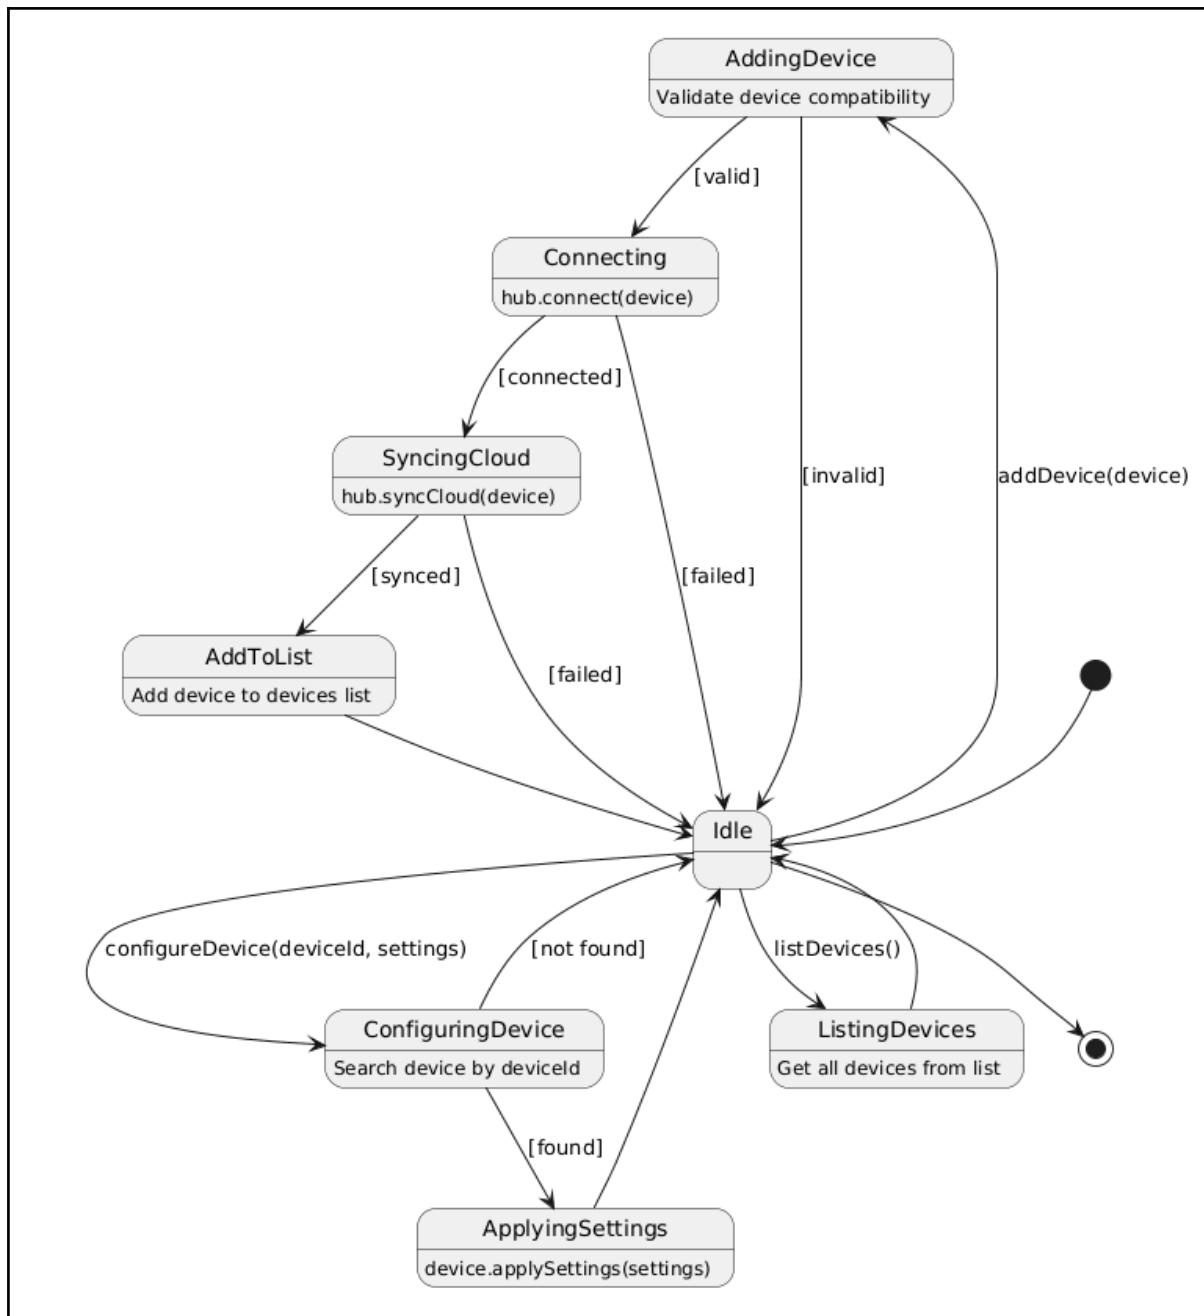 AddingDevice
Validate device compatibility
[valid]
Connecting
hub.connect(device)
[connected]
SyncingCloud
[invalid]
addDevice(device)
hub.syncCloud(device)
[synced]
[failed]
AddToList
[failed]
Add device to devices list
Idle
configureDevice(deviceId, settings)
[not found]
listDevices()
ConfiguringDevice
Search device by deviceId
ListingDevices
Get all devices from list
[found]
ApplyingSettings
device.applySettings(settings)